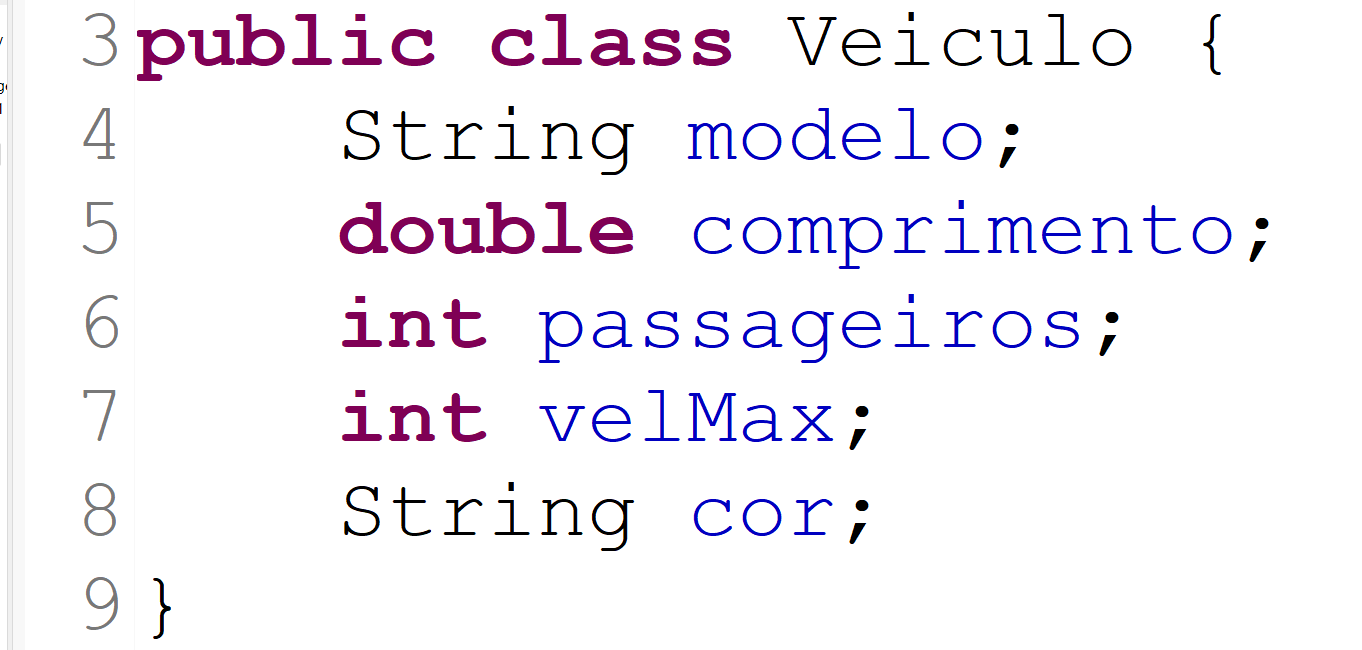 3 public class Veiculo {
4 String modelo;
5 double comprimento;
6 int passageiros;
7 int velMax;
8 String cor;
9 }